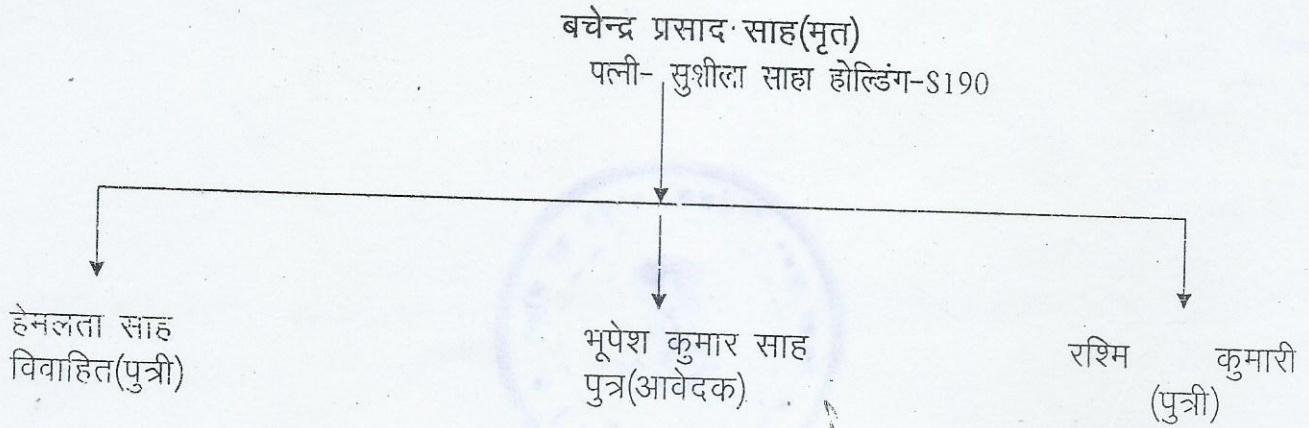 बचेन्द्र प्रसाद साह(मृत)
पत्नी- सुशीला साहा होल्डिंग-S190
हेमलता साह
विवाहित(पुत्री)
भूपेश कुमार साह
पुत्र(आवेदक)
रश्मि कुमारी
(पुत्री)